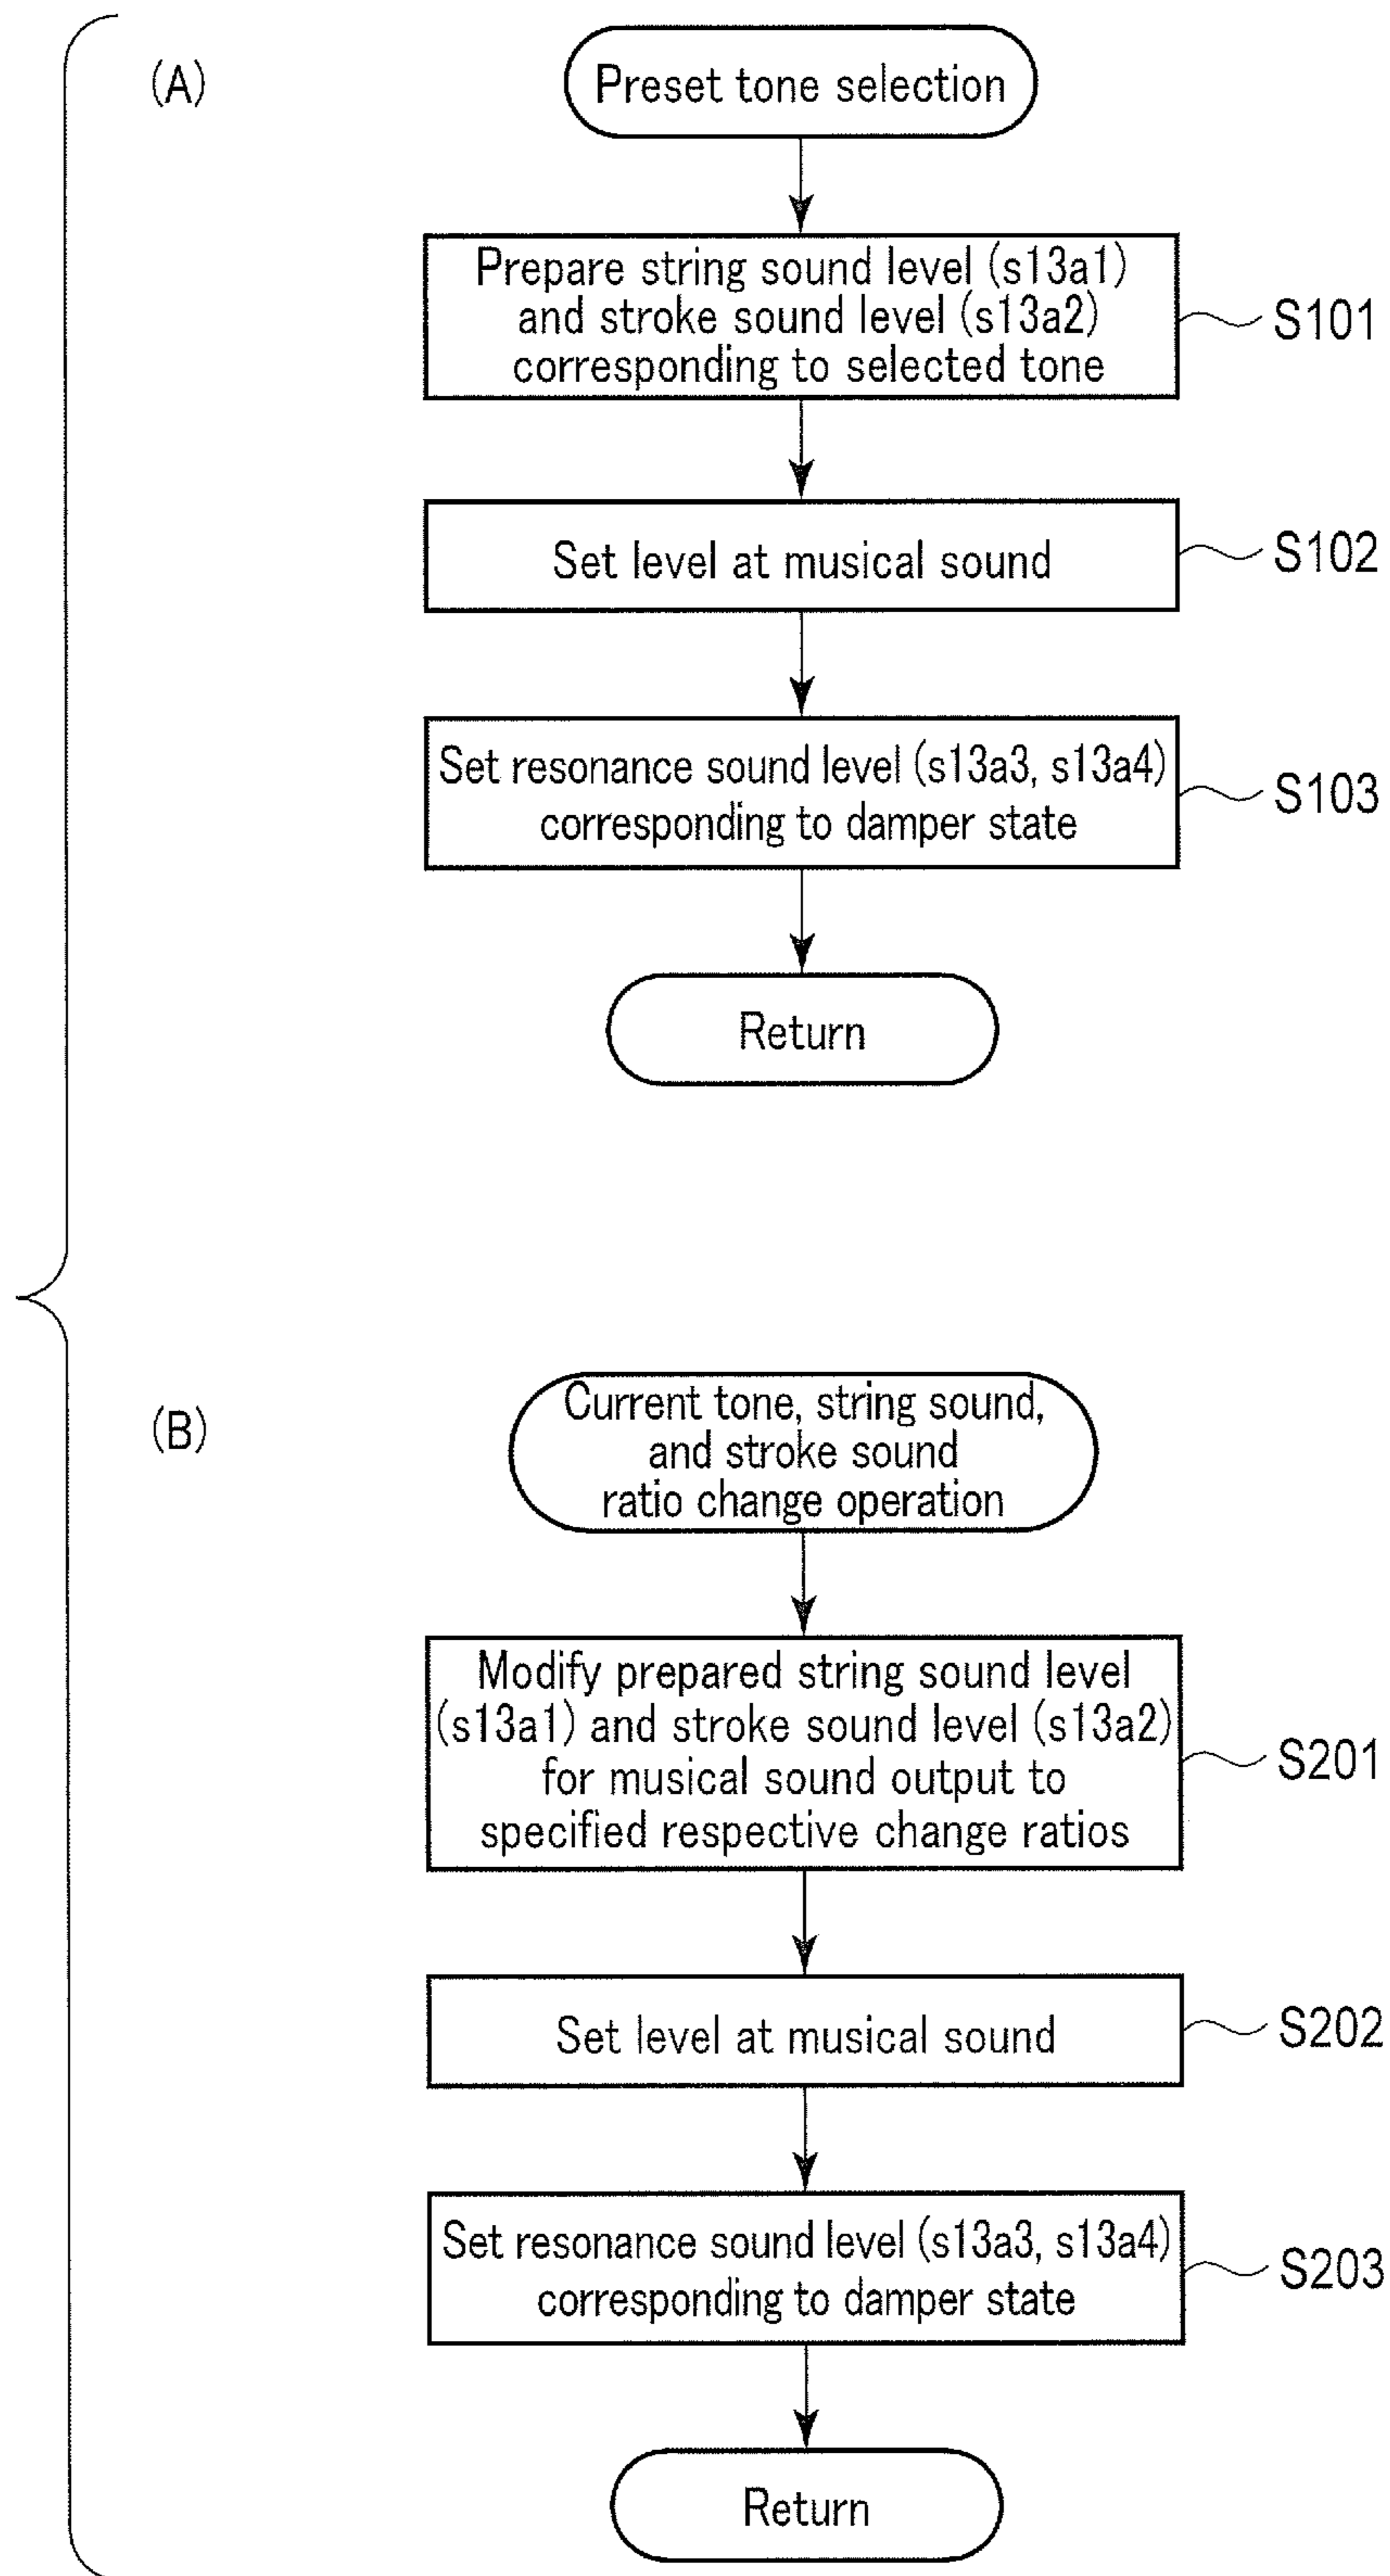 (A)
Preset tone selection
Prepare string sound level (s13a1)
and stroke sound level (s13a2)
corresponding to selected tone
S101
Set level at musical sound
S102
Set resonance sound level (s13a3, s13a4)
corresponding to damper state
S103
Return
(B)
Current tone, string sound,
and stroke sound
ratio change operation
Modify prepared string sound level
(s13a1) and stroke sound level (s13a2)
for musical sound output to
specified respective change ratios
S201
Set level at musical sound
S202
Set resonance sound level (s13a3, s13a4)
corresponding to damper state
S203
Return